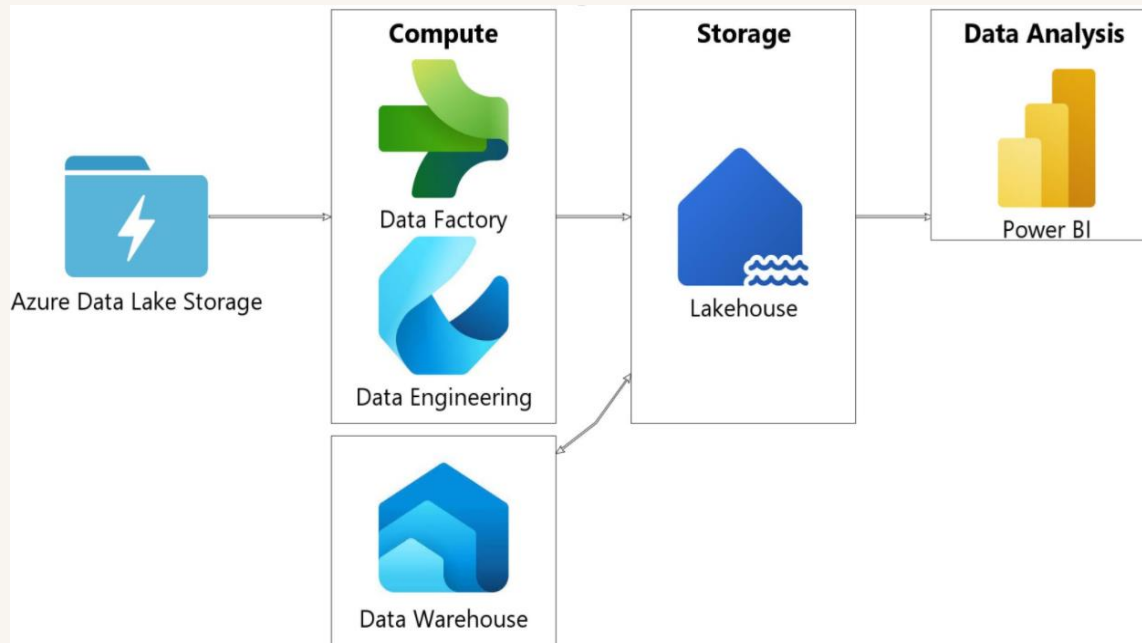 Compute
Storage
Data Analysis
Data Factory
Power BI
Azure Data Lake Storage
Lakehouse
Data Engineering
Data Warehouse